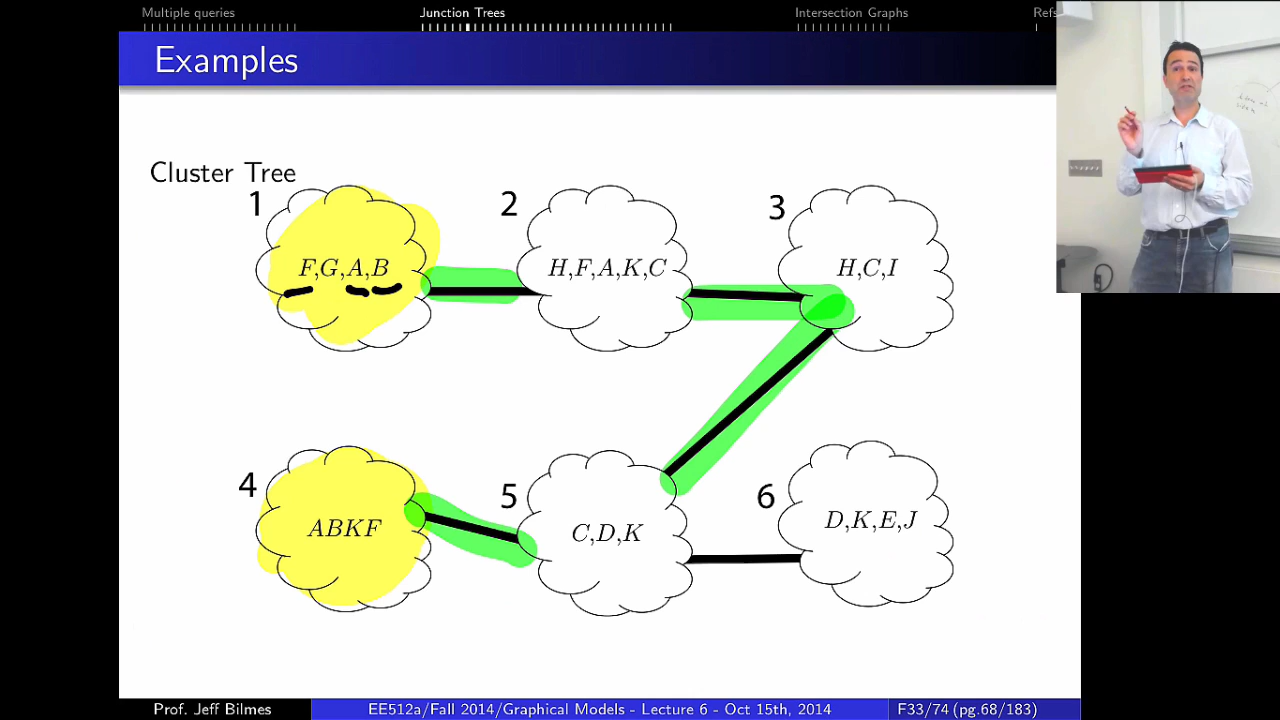 Multiple queries Junction Trees Intersection Graphs Refs
Examples
Cluster Tree
1 2 3
F,G,A,B H,F,A,K,C H,C,I
4 5 6
ABKF C,D,K D,K,E,J
Prof. Jeff Bilmes EE512a/Fall 2014/Graphical Models - Lecture 6 - Oct 15th, 2014 F33/74 (pg.68/183)